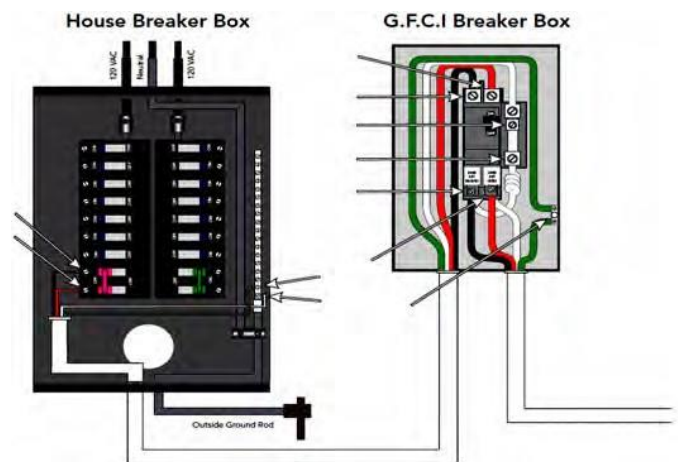 House Breaker Box
G.F.C.I Breaker Box
120 VAC
Neutral
120 VAC
Outside Ground Rod